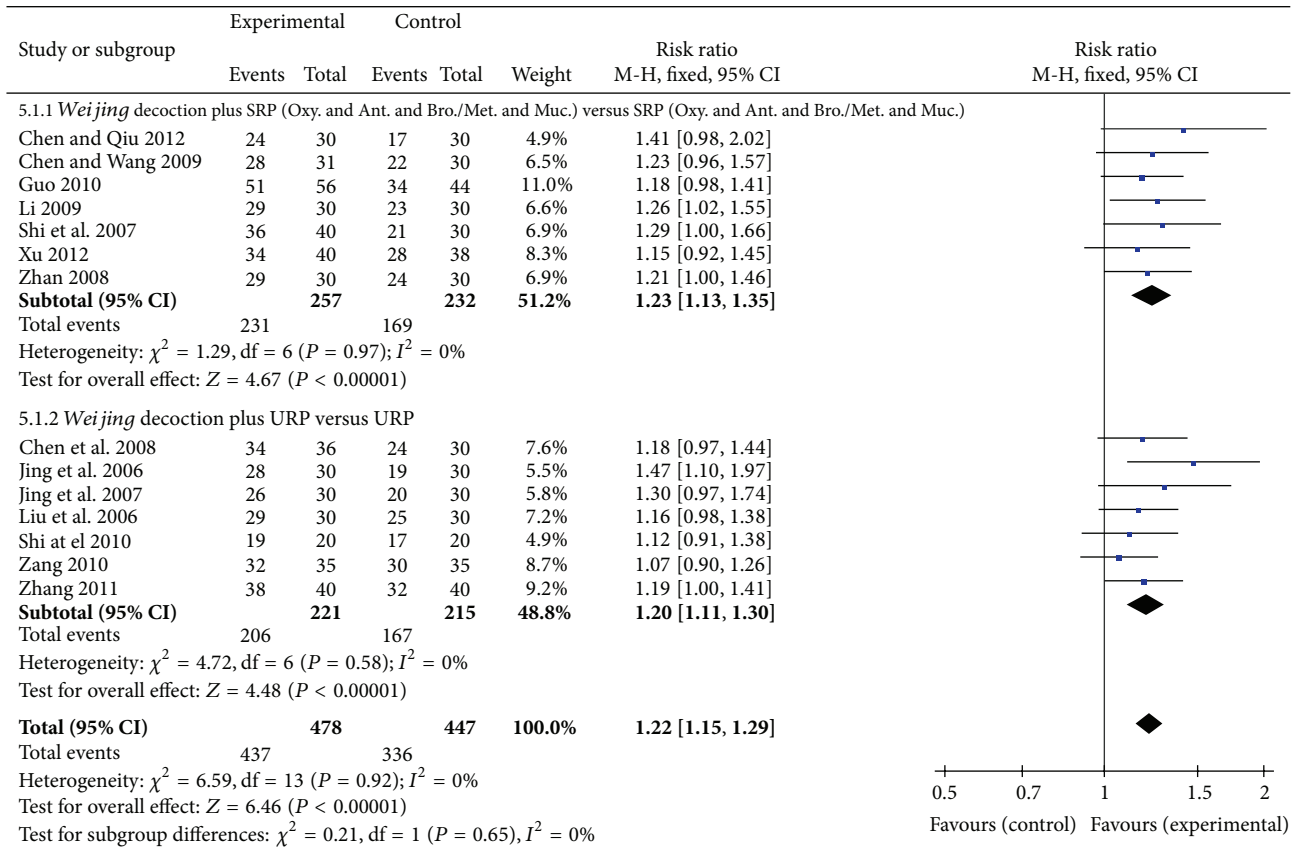 Experimental Control
Study or subgroup Risk ratio Risk ratio
Events Total Events Total Weight M-H, fixed, 95% CI M-H, fixed, 95% CI
5.1.1 Weijing decoction plus SRP (Oxy. and Ant. and Bro./Met. and Muc.) versus SRP (Oxy. and Ant. and Bro./Met. and Muc.)
Chen and Qiu 2012 24 30 17 30 4.9% 1.41 [0.98, 2.02]
Chen and Wang 2009 28 31 22 30 6.5% 1.23 [0.96, 1.57]
Guo 2010 51 56 34 44 11.0% 1.18 [0.98, 1.41]
Li 2009 29 30 23 30 6.6% 1.26 [1.02, 1.55]
Shi et al. 2007 36 40 21 30 6.9% 1.29 [1.00, 1.66]
Xu 2012 34 40 28 38 8.3% 1.15 [0.92, 1.45]
Zhan 2008 29 30 24 30 6.9% 1.21 [1.00, 1.46]
Subtotal (95% CI) 257 232 51.2% 1.23 [1.13, 1.35]
Total events 231 169
Heterogeneity: χ² = 1.29, df = 6 (P = 0.97); I² = 0%
Test for overall effect: Z = 4.67 (P < 0.00001)
5.1.2 Weijing decoction plus URP versus URP
Chen et al. 2008 34 36 24 30 7.6% 1.18 [0.97, 1.44]
Jing et al. 2006 28 30 19 30 5.5% 1.47 [1.10, 1.97]
Jing et al. 2007 26 30 20 30 5.8% 1.30 [0.97, 1.74]
Liu et al. 2006 29 30 25 30 7.2% 1.16 [0.98, 1.38]
Shi at el 2010 19 20 17 20 4.9% 1.12 [0.91, 1.38]
Zang 2010 32 35 30 35 8.7% 1.07 [0.90, 1.26]
Zhang 2011 38 40 32 40 9.2% 1.19 [1.00, 1.41]
Subtotal (95% CI) 221 215 48.8% 1.20 [1.11, 1.30]
Total events 206 167
Heterogeneity: χ² = 4.72, df = 6 (P = 0.58); I² = 0%
Test for overall effect: Z = 4.48 (P < 0.00001)
Total (95% CI) 478 447 100.0% 1.22 [1.15, 1.29]
Total events 437 336
Heterogeneity: χ² = 6.59, df = 13 (P = 0.92); I² = 0%
Test for overall effect: Z = 6.46 (P < 0.00001)
Test for subgroup differences: χ² = 0.21, df = 1 (P = 0.65), I² = 0%
0.5 0.7 1 1.5 2
Favours (control) Favours (experimental)